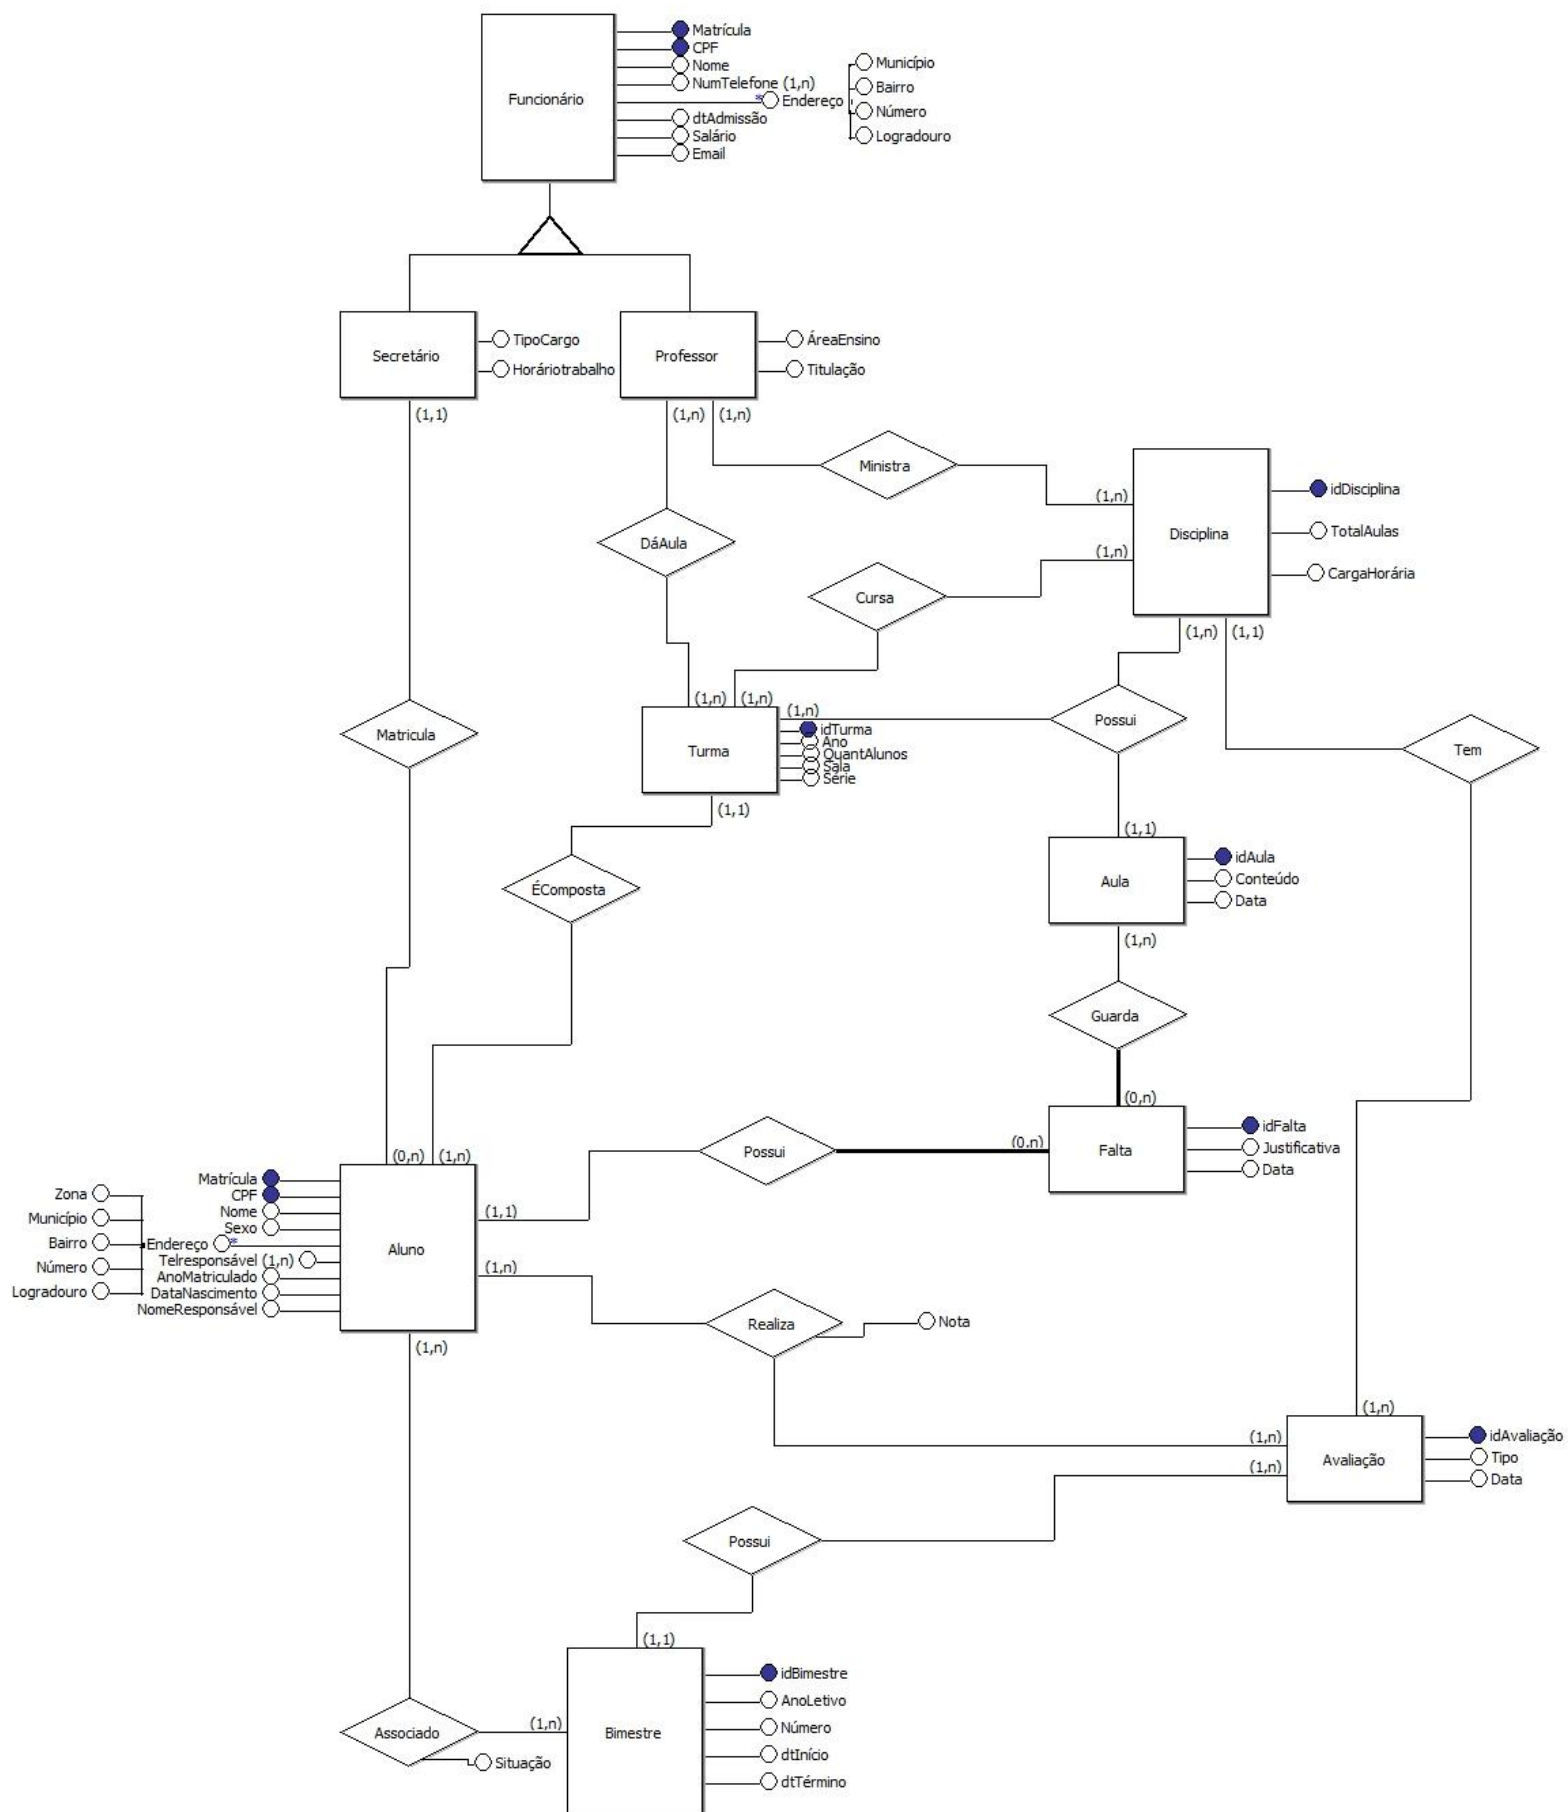 Matrícula
CPF
Nome
NumTelefone (1,n)
Endereço
dtAdmissão
Salário
Email
Município
Bairro
Número
Logradouro
Funcionário
Secretário
TipoCargo
Horáriotrabalho
Professor
ÁreaEnsino
Titulação
(1,1)
(1,n)
(1,n)
Ministra
(1,n)
Disciplina
idDisciplina
TotalAulas
CargaHorária
DáAula
Cursa
(1,n)
(1,n)
(1,1)
Matricula
(1,n)
(1,n)
(1,n)
Turma
idTurma
Ano
QuantAlunos
Sala
Série
Possui
Tem
(1,1)
(1,1)
Aula
idAula
Conteúdo
Data
ÉComposta
(1,n)
Guarda
(0,n)
Possui
(0,n)
Falta
idFalta
Justificativa
Data
(0,n)
(1,n)
Zona
Município
Bairro
Número
Logradouro
Matrícula
CPF
Nome
Sexo
Endereço
Telresponsável (1,n)
AnoMatriculado
DataNascimento
NomeResponsável
Aluno
(1,1)
(1,n)
(1,n)
Realiza
Nota
(1,n)
(1,n)
(1,n)
Avaliação
idAvaliação
Tipo
Data
Possui
(1,1)
Bimestre
idBimestre
AnoLetivo
Número
dtInício
dtTérmino
Associado
(1,n)
Situação